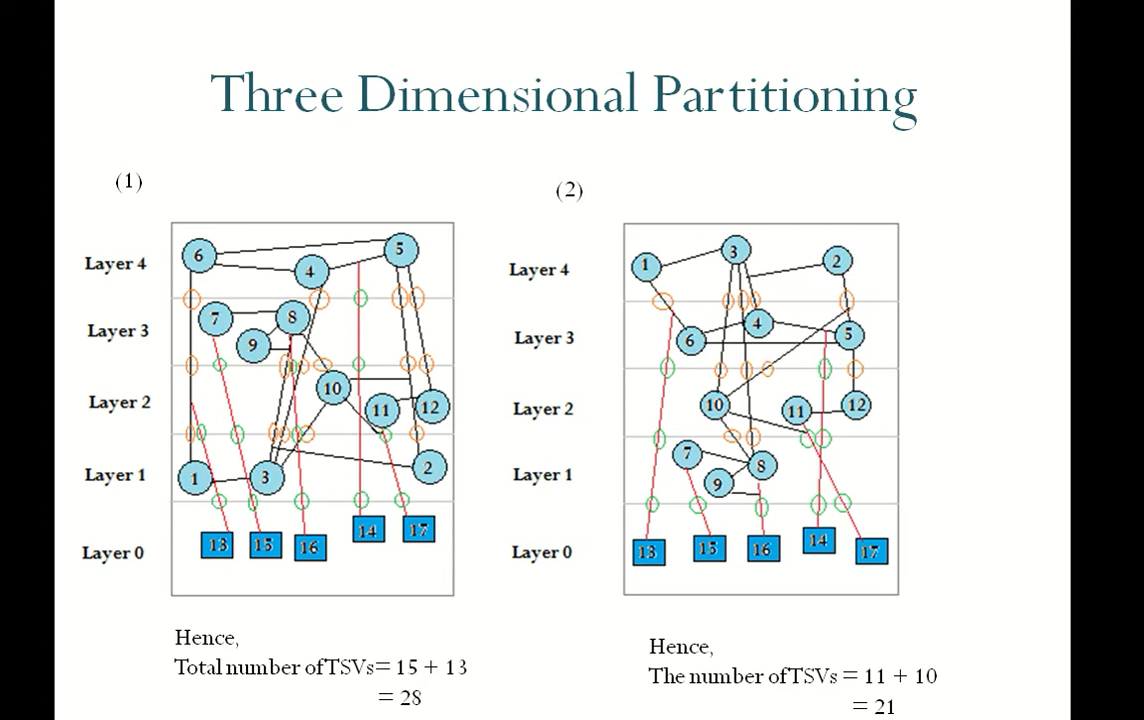 Three Dimensional Partitioning
(1)
(2)
Layer 4
6
5
4
Layer 3
7
8
9
Layer 2
10
11
12
Layer 1
1
3
2
Layer 0
13
15
16
14
17
Hence,
Total number of TSVs= 15 + 13
= 28
Layer 4
1
3
2
Layer 3
6
4
5
Layer 2
10
11
12
Layer 1
7
8
9
Layer 0
13
15
16
14
17
Hence,
The number of TSVs = 11 + 10
= 21